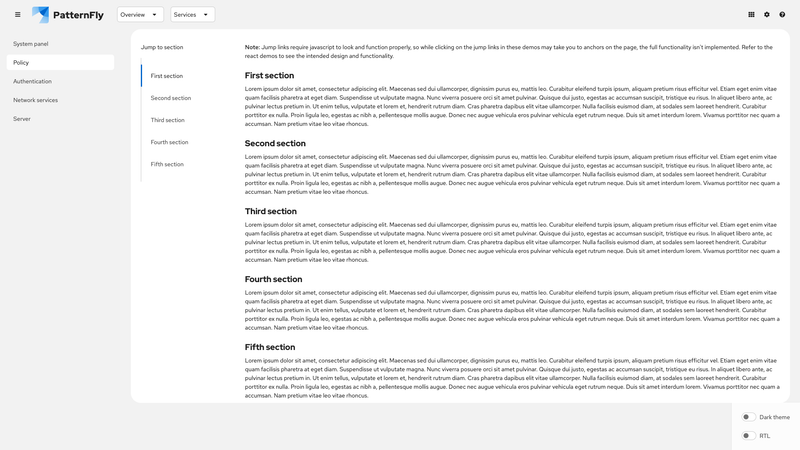 PatternFly
Overview
Services
System panel
Policy
Authentication
Network services
Server
Jump to section
First section
Second section
Third section
Fourth section
Fifth section
Note: Jump links require javascript to look and function properly, so while clicking on the jump links in these demos may take you to anchors on the page, the full functionality isn't implemented. Refer to the
react demos to see the intended design and functionality.
First section
Lorem ipsum dolor sit amet, consectetur adipiscing elit. Maecenas sed dui ullamcorper, dignissim purus eu, mattis leo. Curabitur eleifend turpis ipsum, aliquam pretium risus efficitur vel. Etiam eget enim vitae
quam facilisis pharetra at eget diam. Suspendisse ut vulputate magna. Nunc viverra posuere orci sit amet pulvinar. Quisque dui justo, egestas ac accumsan suscipit, tristique eu risus. In aliquet libero ante, ac
pulvinar lectus pretium in. Ut enim tellus, vulputate et lorem et, hendrerit rutrum diam. Cras pharetra dapibus elit vitae ullamcorper. Nulla facilisis euismod diam, at sodales sem laoreet hendrerit. Curabitur
porttitor ex nulla. Proin ligula leo, egestas ac nibh a, pellentesque mollis augue. Donec nec augue vehicula eros pulvinar vehicula eget rutrum neque. Duis sit amet interdum lorem. Vivamus porttitor nec nisl quis
accumsan. Nam pretium vitae leo vitae rhoncus.
Second section
Lorem ipsum dolor sit amet, consectetur adipiscing elit. Maecenas sed dui ullamcorper, dignissim purus eu, mattis leo. Curabitur eleifend turpis ipsum, aliquam pretium risus efficitur vel. Etiam eget enim vitae
quam facilisis pharetra at eget diam. Suspendisse ut vulputate magna. Nunc viverra posuere orci sit amet pulvinar. Quisque dui justo, egestas ac accumsan suscipit, tristique eu risus. In aliquet libero ante, ac
pulvinar lectus pretium in. Ut enim tellus, vulputate et lorem et, hendrerit rutrum diam. Cras pharetra dapibus elit vitae ullamcorper. Nulla facilisis euismod diam, at sodales sem laoreet hendrerit. Curabitur
porttitor ex nulla. Proin ligula leo, egestas ac nibh a, pellentesque mollis augue. Donec nec augue vehicula eros pulvinar vehicula eget rutrum neque. Duis sit amet interdum lorem. Vivamus porttitor nec nisl quis
accumsan. Nam pretium vitae leo vitae rhoncus.
Third section
Lorem ipsum dolor sit amet, consectetur adipiscing elit. Maecenas sed dui ullamcorper, dignissim purus eu, mattis leo. Curabitur eleifend turpis ipsum, aliquam pretium risus efficitur vel. Etiam eget enim vitae
quam facilisis pharetra at eget diam. Suspendisse ut vulputate magna. Nunc viverra posuere orci sit amet pulvinar. Quisque dui justo, egestas ac accumsan suscipit, tristique eu risus. In aliquet libero ante, ac
pulvinar lectus pretium in. Ut enim tellus, vulputate et lorem et, hendrerit rutrum diam. Cras pharetra dapibus elit vitae ullamcorper. Nulla facilisis euismod diam, at sodales sem laoreet hendrerit. Curabitur
porttitor ex nulla. Proin ligula leo, egestas ac nibh a, pellentesque mollis augue. Donec nec augue vehicula eros pulvinar vehicula eget rutrum neque. Duis sit amet interdum lorem. Vivamus porttitor nec nisl quis
accumsan. Nam pretium vitae leo vitae rhoncus.
Fourth section
Lorem ipsum dolor sit amet, consectetur adipiscing elit. Maecenas sed dui ullamcorper, dignissim purus eu, mattis leo. Curabitur eleifend turpis ipsum, aliquam pretium risus efficitur vel. Etiam eget enim vitae
quam facilisis pharetra at eget diam. Suspendisse ut vulputate magna. Nunc viverra posuere orci sit amet pulvinar. Quisque dui justo, egestas ac accumsan suscipit, tristique eu risus. In aliquet libero ante, ac
pulvinar lectus pretium in. Ut enim tellus, vulputate et lorem et, hendrerit rutrum diam. Cras pharetra dapibus elit vitae ullamcorper. Nulla facilisis euismod diam, at sodales sem laoreet hendrerit. Curabitur
porttitor ex nulla. Proin ligula leo, egestas ac nibh a, pellentesque mollis augue. Donec nec augue vehicula eros pulvinar vehicula eget rutrum neque. Duis sit amet interdum lorem. Vivamus porttitor nec nisl quis
accumsan. Nam pretium vitae leo vitae rhoncus.
Fifth section
Lorem ipsum dolor sit amet, consectetur adipiscing elit. Maecenas sed dui ullamcorper, dignissim purus eu, mattis leo. Curabitur eleifend turpis ipsum, aliquam pretium risus efficitur vel. Etiam eget enim vitae
quam facilisis pharetra at eget diam. Suspendisse ut vulputate magna. Nunc viverra posuere orci sit amet pulvinar. Quisque dui justo, egestas ac accumsan suscipit, tristique eu risus. In aliquet libero ante, ac
pulvinar lectus pretium in. Ut enim tellus, vulputate et lorem et, hendrerit rutrum diam. Cras pharetra dapibus elit vitae ullamcorper. Nulla facilisis euismod diam, at sodales sem laoreet hendrerit. Curabitur
porttitor ex nulla. Proin ligula leo, egestas ac nibh a, pellentesque mollis augue. Donec nec augue vehicula eros pulvinar vehicula eget rutrum neque. Duis sit amet interdum lorem. Vivamus porttitor nec nisl quis
accumsan. Nam pretium vitae leo vitae rhoncus.
Dark theme
RTL